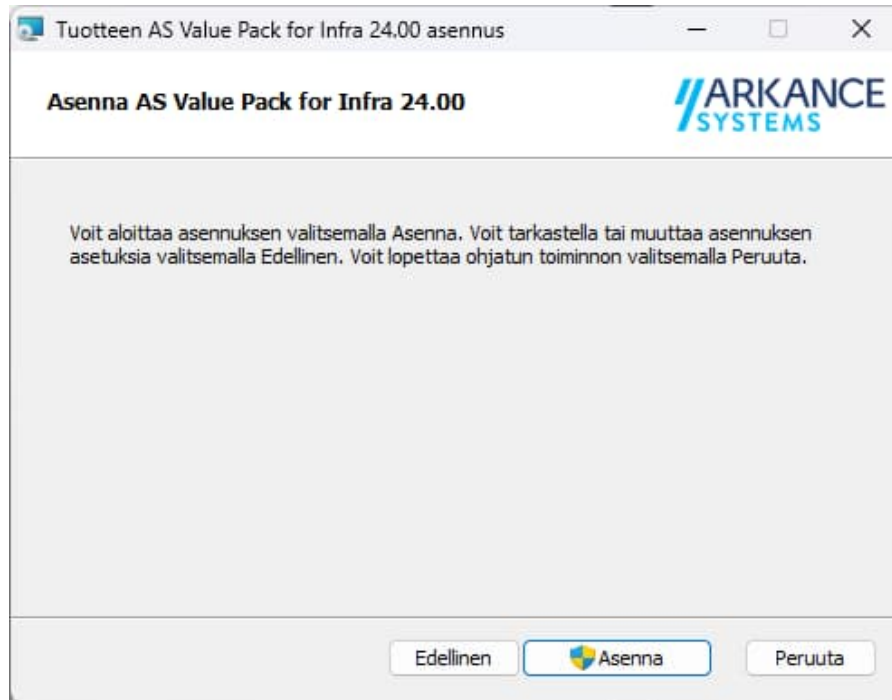 Tuotteen AS Value Pack for Infra 24.00 asennus
Asenna AS Value Pack for Infra 24.00
ARKANCE
SYSTEMS
Voit aloittaa asennuksen valitsemalla Asenna. Voit tarkastella tai muuttaa asennuksen
asetuksia valitsemalla Edellinen. Voit lopettaa ohjatun toiminnon valitsemalla Peruuta.
Edellinen Asenna Peruuta